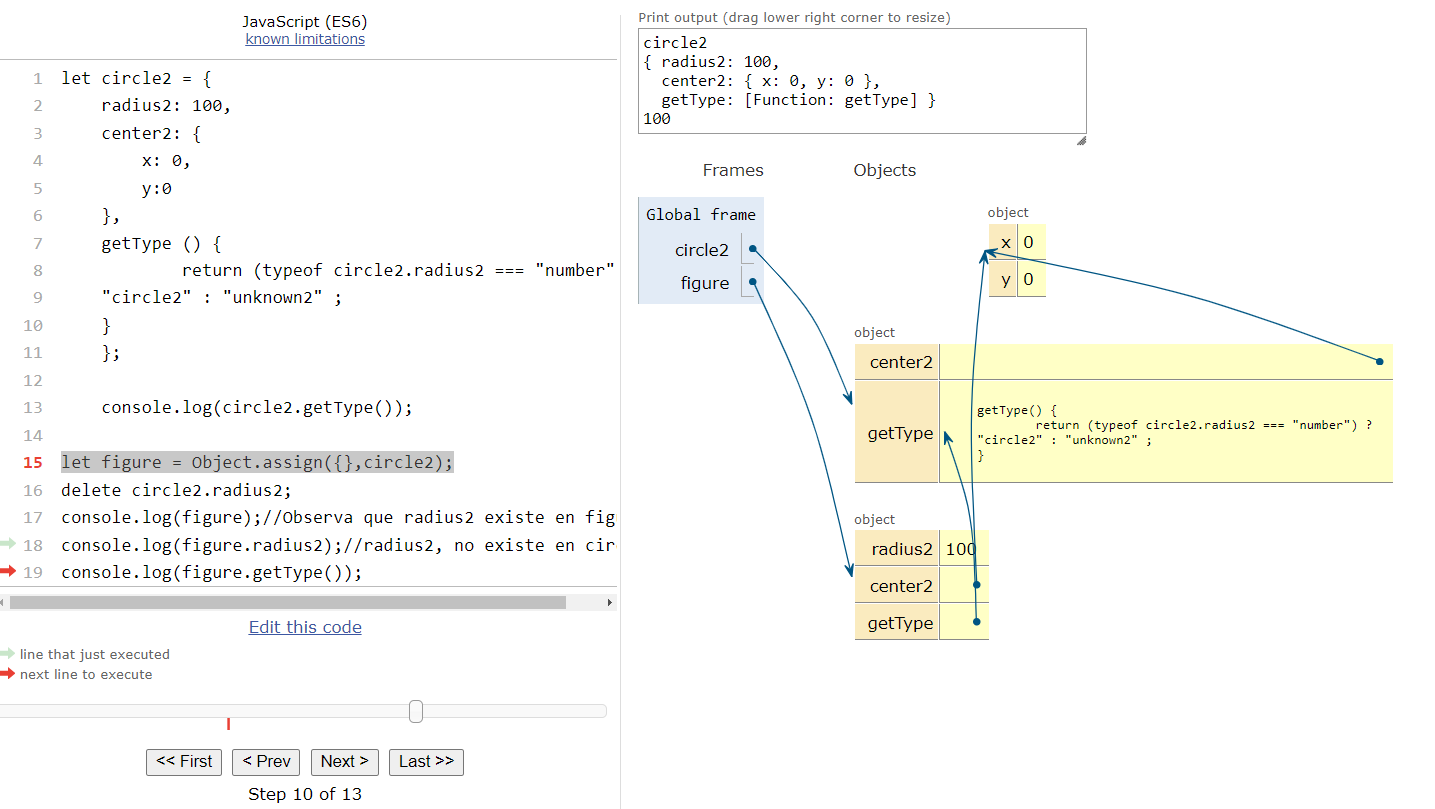 JavaScript (ES6)
known limitations
1 let circle2 = {
2 radius2: 100,
3 center2: {
4 x: 0,
5 y:0
6 },
7 getType () {
8 return (typeof circle2.radius2 === "number"
9 "circle2" : "unknown2" ;
10 }
11 };
12
13 console.log(circle2.getType());
14
15 let figure = Object.assign({},circle2);
16 delete circle2.radius2;
17 console.log(figure);//Observa que radius2 existe en fig
18 console.log(figure.radius2);//radius2, no existe en cir
19 console.log(figure.getType());
Edit this code
line that just executed
next line to execute
<< First < Prev Next > Last >>
Step 10 of 13
Print output (drag lower right corner to resize)
circle2
{ radius2: 100,
center2: { x: 0, y: 0 },
getType: [Function: getType] }
100
Frames Objects
Global frame
circle2
figure
object
x 0
y 0
object
center2
getType
getType() {
return (typeof circle2.radius2 === "number") ?
"circle2" : "unknown2" ;
}
object
radius2 100
center2
getType